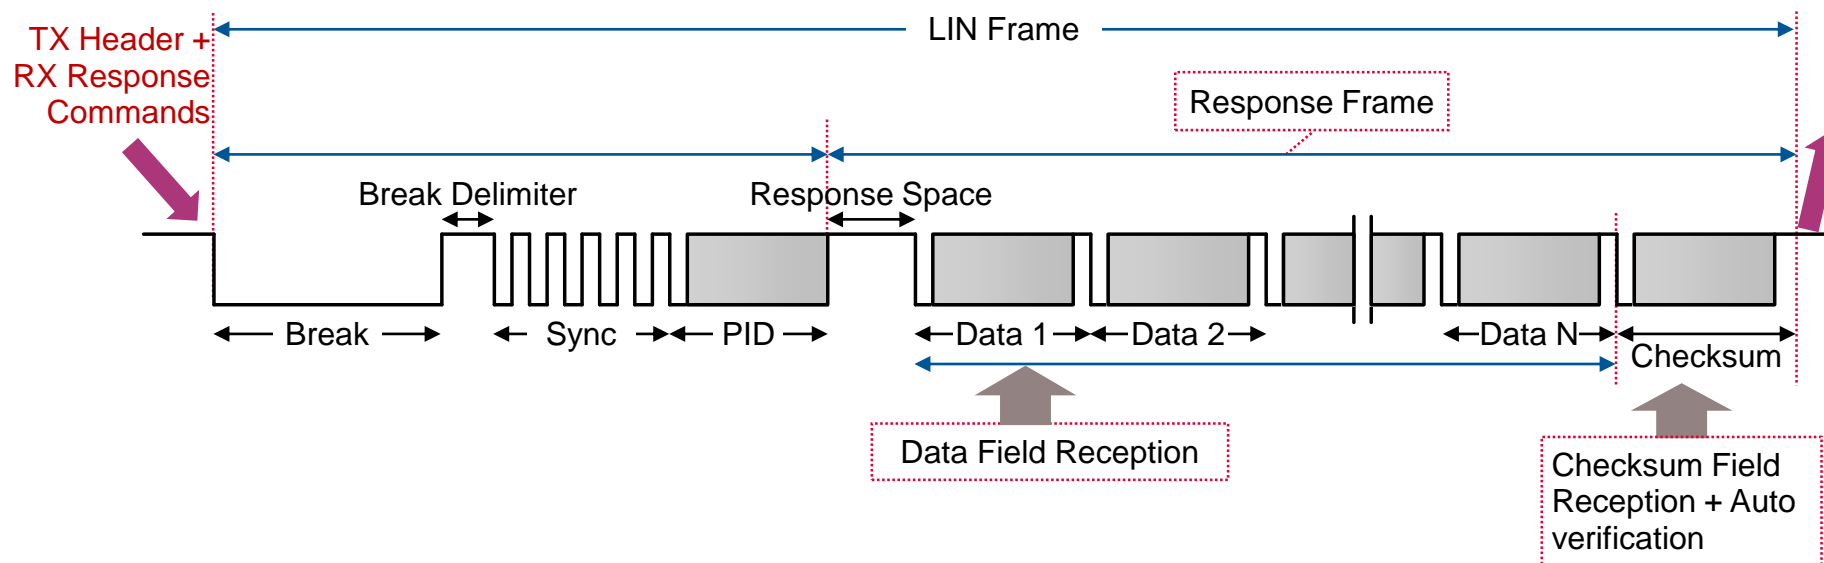 LIN Frame
TX Header +
RX Response
Commands
Response Frame
Break Delimiter
Response Space
Break
Sync
PID
Data 1
Data 2
Data N
Checksum
Data Field Reception
Checksum Field
Reception + Auto
verification